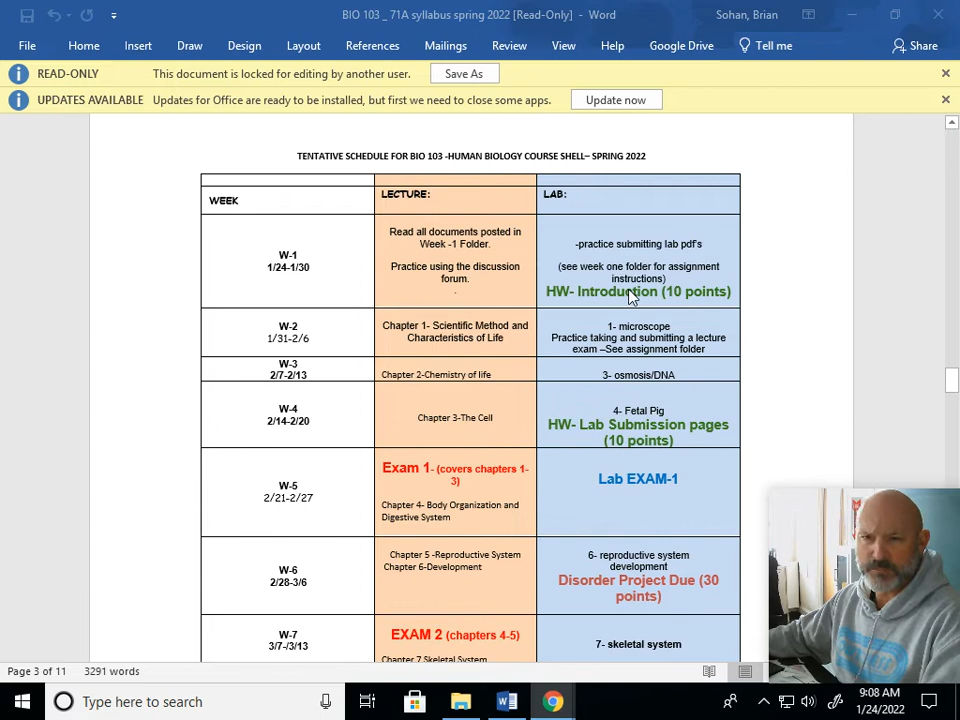 BIO 103 _ 71A syllabus spring 2022 [Read-Only] - Word
Sohan, Brian
File Home Insert Draw Design Layout References Mailings Review View Help Google Drive Tell me Share
READ-ONLY This document is locked for editing by another user. Save As
UPDATES AVAILABLE Updates for Office are ready to be installed, but first we need to close some apps. Update now
TENTATIVE SCHEDULE FOR BIO 103 -HUMAN BIOLOGY COURSE SHELL– SPRING 2022
WEEK
LECTURE:
LAB:
W-1
1/24-1/30
Read all documents posted in
Week -1 Folder.
Practice using the discussion
forum.
.
-practice submitting lab pdf's
(see week one folder for assignment
instructions)
HW- Introduction (10 points)
W-2
1/31-2/6
Chapter 1- Scientific Method and
Characteristics of Life
1- microscope
Practice taking and submitting a lecture
exam –See assignment folder
W-3
2/7-2/13
Chapter 2-Chemistry of life
3- osmosis/DNA
W-4
2/14-2/20
Chapter 3-The Cell
4- Fetal Pig
HW- Lab Submission pages
(10 points)
W-5
2/21-2/27
Exam 1- (covers chapters 1-
3)
Chapter 4- Body Organization and
Digestive System
Lab EXAM-1
W-6
2/28-3/6
Chapter 5 -Reproductive System
Chapter 6-Development
6- reproductive system
development
Disorder Project Due (30
points)
W-7
3/7-/3/13
EXAM 2 (chapters 4-5)
Chapter 7 Skeletal System
7- skeletal system
Page 3 of 11 3291 words
Type here to search
9:08 AM
1/24/2022